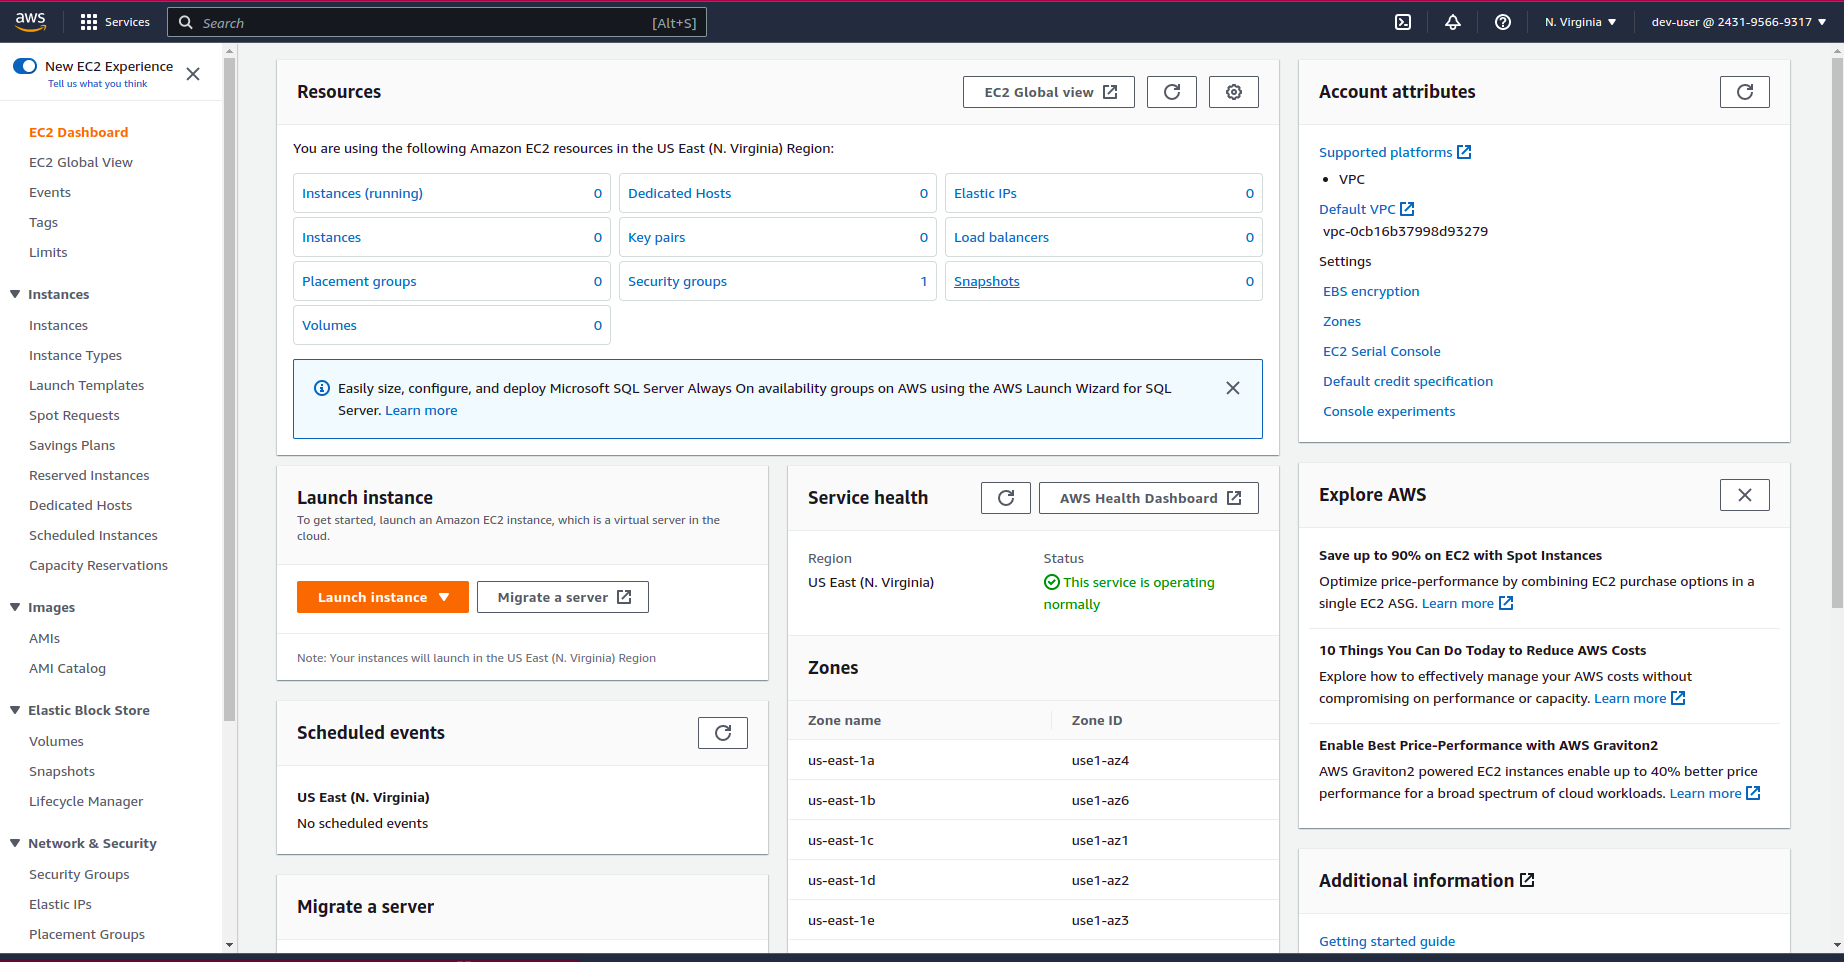 aws
Services
Search
[Alt+S]
N. Virginia
dev-user @ 2431-9566-9317
New EC2 Experience
Tell us what you think
EC2 Dashboard
EC2 Global View
Events
Tags
Limits
Instances
Instances
Instance Types
Launch Templates
Spot Requests
Savings Plans
Reserved Instances
Dedicated Hosts
Scheduled Instances
Capacity Reservations
Images
AMIs
AMI Catalog
Elastic Block Store
Volumes
Snapshots
Lifecycle Manager
Network & Security
Security Groups
Elastic IPs
Placement Groups
Resources
EC2 Global view
You are using the following Amazon EC2 resources in the US East (N. Virginia) Region:
Instances (running) 0
Dedicated Hosts 0
Elastic IPs 0
Instances 0
Key pairs 0
Load balancers 0
Placement groups 0
Security groups 1
Snapshots 0
Volumes 0
Easily size, configure, and deploy Microsoft SQL Server Always On availability groups on AWS using the AWS Launch Wizard for SQL
Server. Learn more
Launch instance
To get started, launch an Amazon EC2 instance, which is a virtual server in the
cloud.
Launch instance
Migrate a server
Note: Your instances will launch in the US East (N. Virginia) Region
Scheduled events
US East (N. Virginia)
No scheduled events
Migrate a server
Service health
AWS Health Dashboard
Region
US East (N. Virginia)
Status
This service is operating
normally
Zones
Zone name Zone ID
us-east-1a use1-az4
us-east-1b use1-az6
us-east-1c use1-az1
us-east-1d use1-az2
us-east-1e use1-az3
Account attributes
Supported platforms
• VPC
Default VPC
vpc-0cb16b37998d93279
Settings
EBS encryption
Zones
EC2 Serial Console
Default credit specification
Console experiments
Explore AWS
Save up to 90% on EC2 with Spot Instances
Optimize price-performance by combining EC2 purchase options in a
single EC2 ASG. Learn more
10 Things You Can Do Today to Reduce AWS Costs
Explore how to effectively manage your AWS costs without
compromising on performance or capacity. Learn more
Enable Best Price-Performance with AWS Graviton2
AWS Graviton2 powered EC2 instances enable up to 40% better price
performance for a broad spectrum of cloud workloads. Learn more
Additional information
Getting started guide